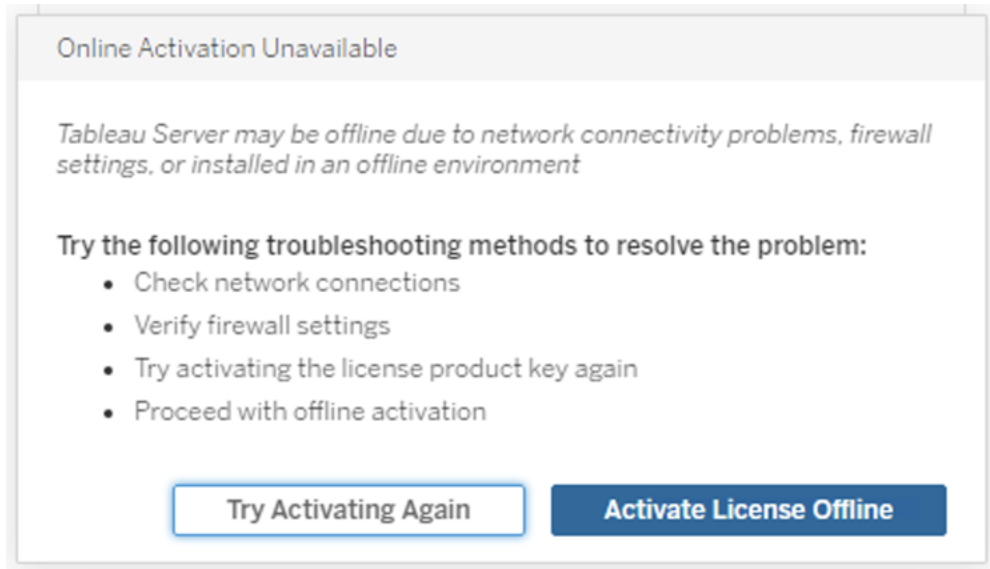 Online Activation Unavailable
Tableau Server may be offline due to network connectivity problems, firewall
settings, or installed in an offline environment
Try the following troubleshooting methods to resolve the problem:
• Check network connections
• Verify firewall settings
• Try activating the license product key again
• Proceed with offline activation
Try Activating Again
Activate License Offline